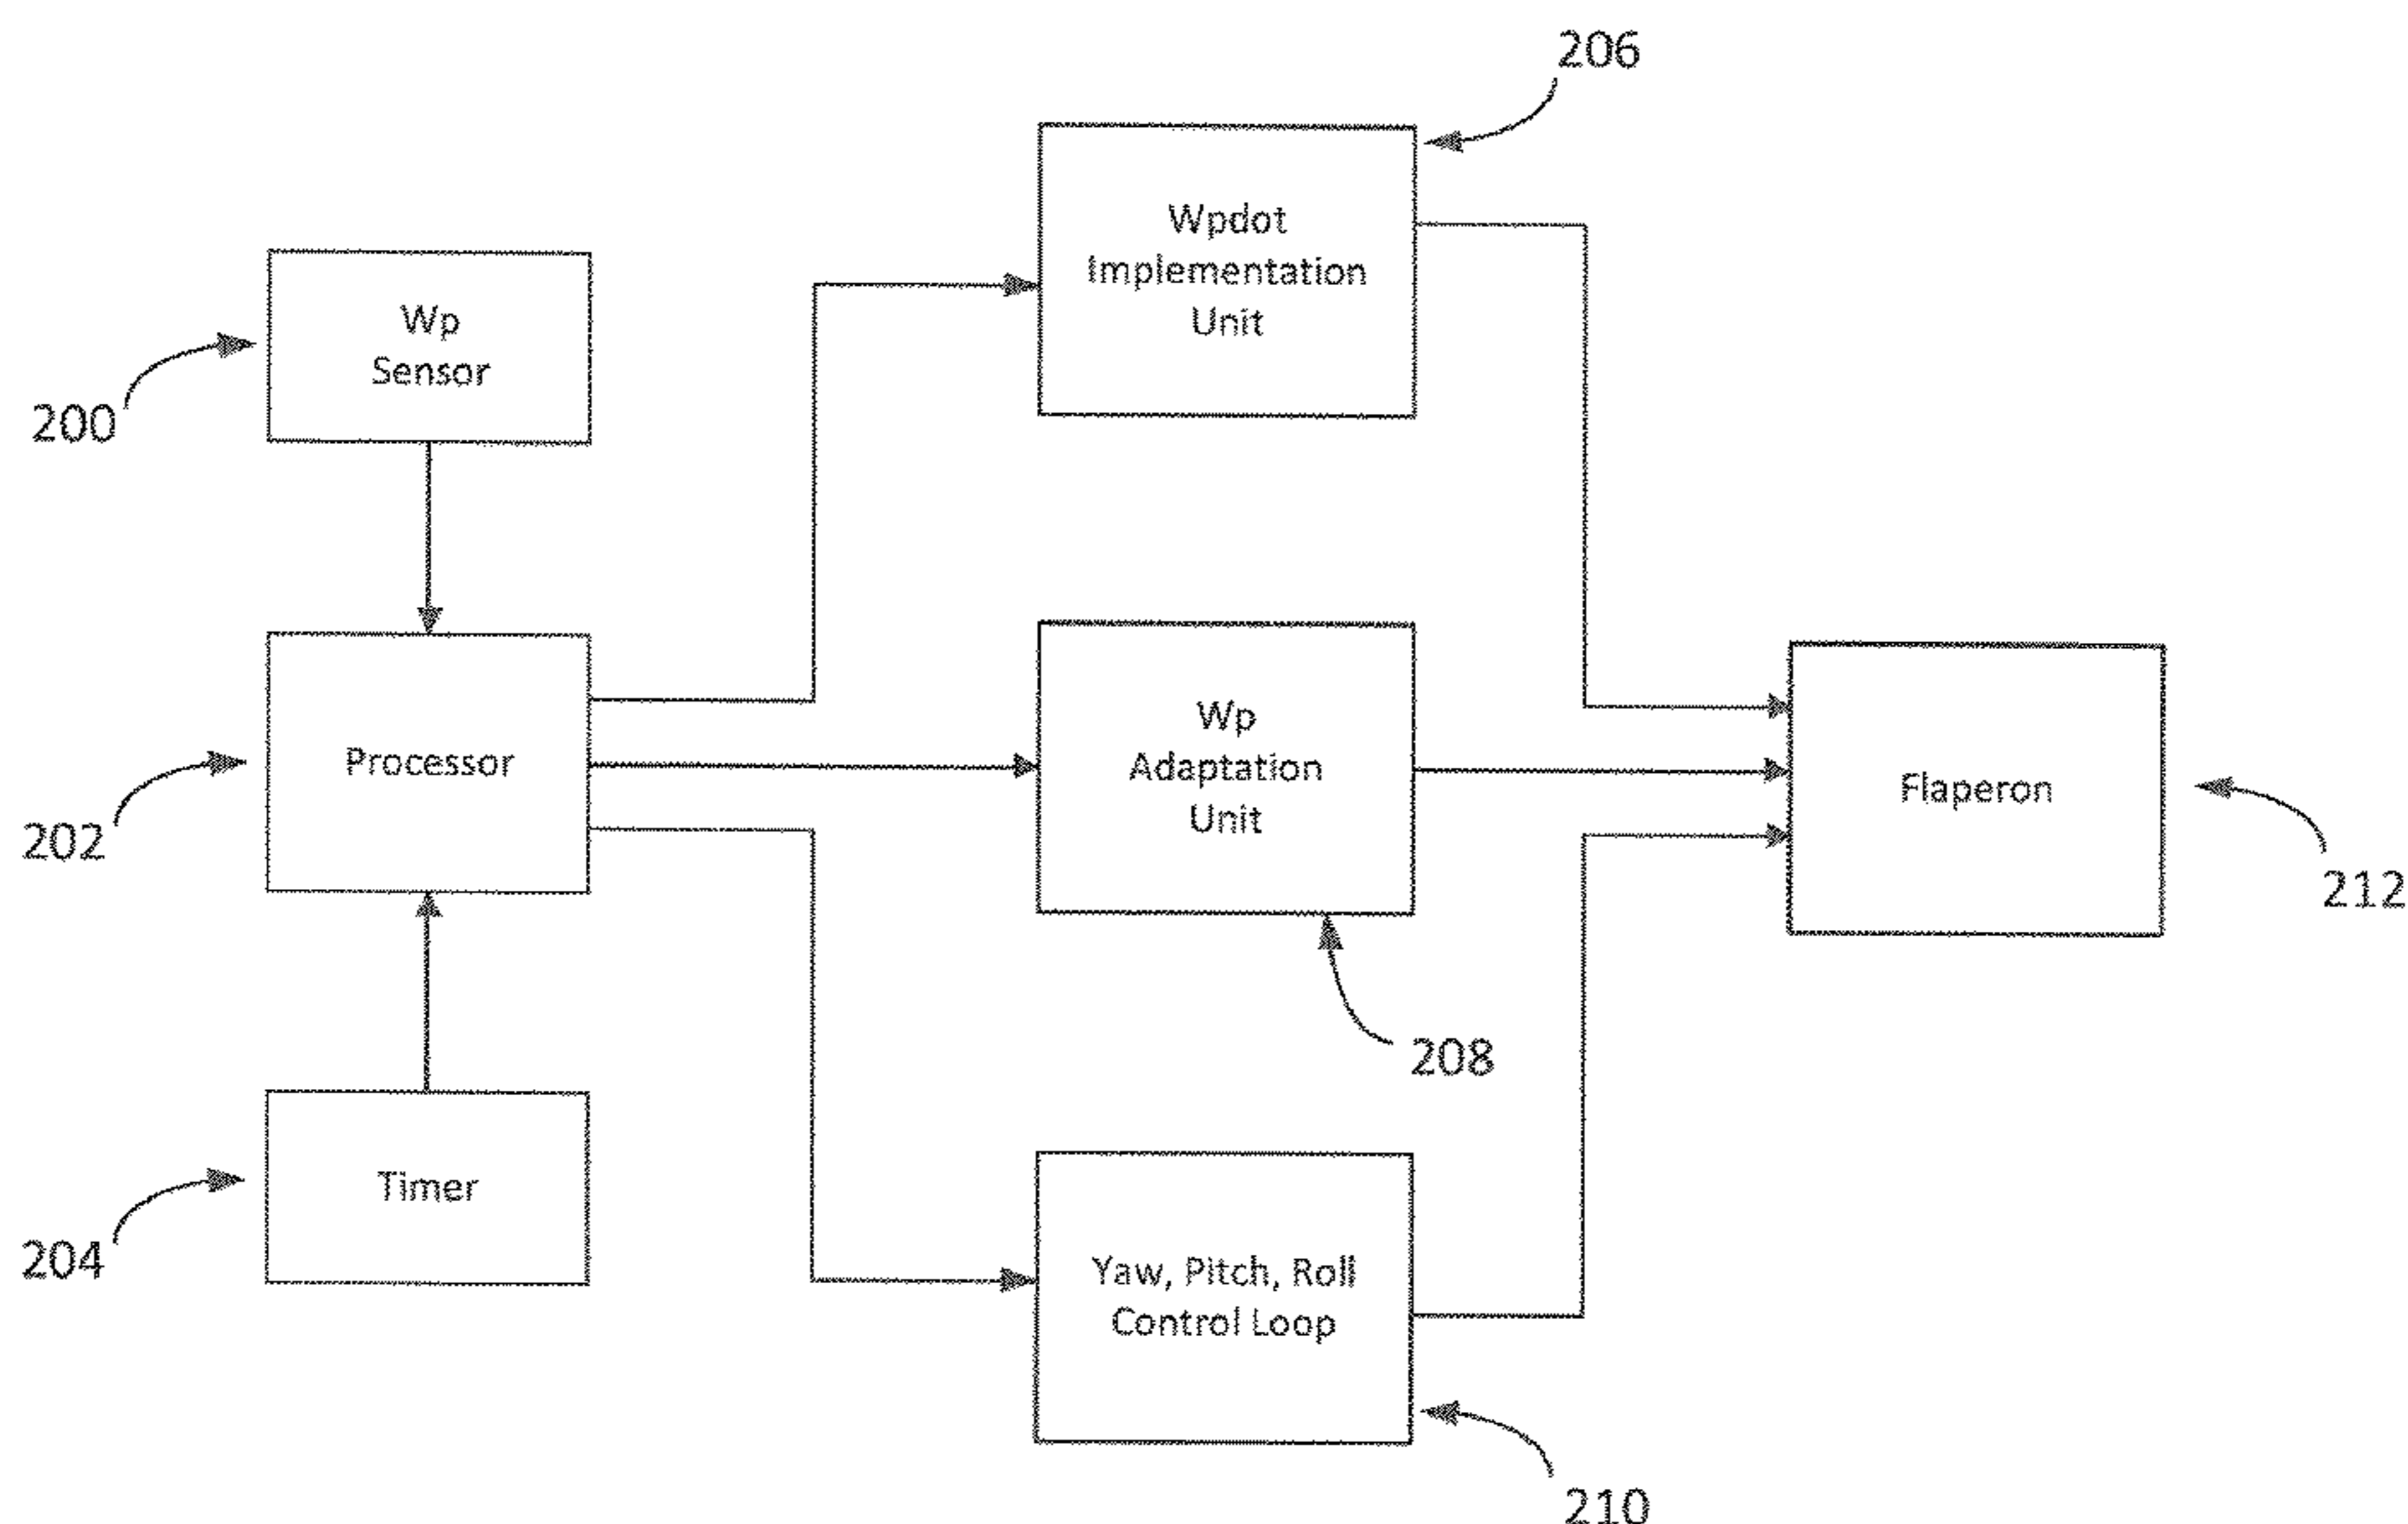 206
Wpdot
Implementation
Unit
Wp
Sensor
200
Wp
Adaptation
Unit
Processor
202
Flaperon
212
208
Timer
204
Yaw, Pitch, Roll
Control Loop
210